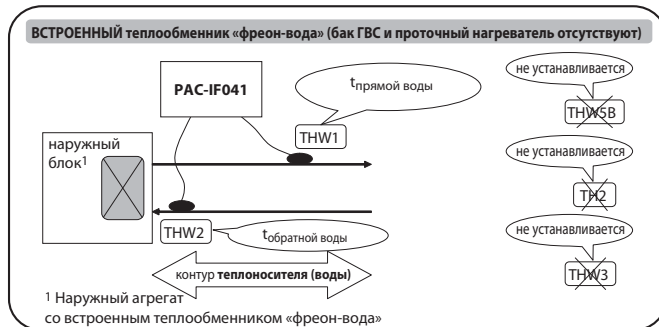 ВСТРОЕННЫЙ теплообменник «фреон-вода» (бак ГВС и проточный нагреватель отсутствуют)
PAC-IF041
tпрямой воды
THW1
наружный
блок1
THW2
tобратной воды
контур теплоносителя (воды)
1 Наружный агрегат
со встроенным теплообменником «фреон-вода»
не устанавливается
THW5B
не устанавливается
TH2
не устанавливается
THW3